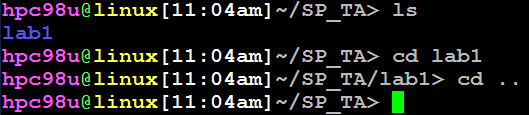 hpc98u@linux[11:04am]~/SP_TA> ls
lab1
hpc98u@linux[11:04am]~/SP_TA> cd lab1
hpc98u@linux[11:04am]~/SP_TA/lab1> cd ..
hpc98u@linux[11:04am]~/SP_TA>